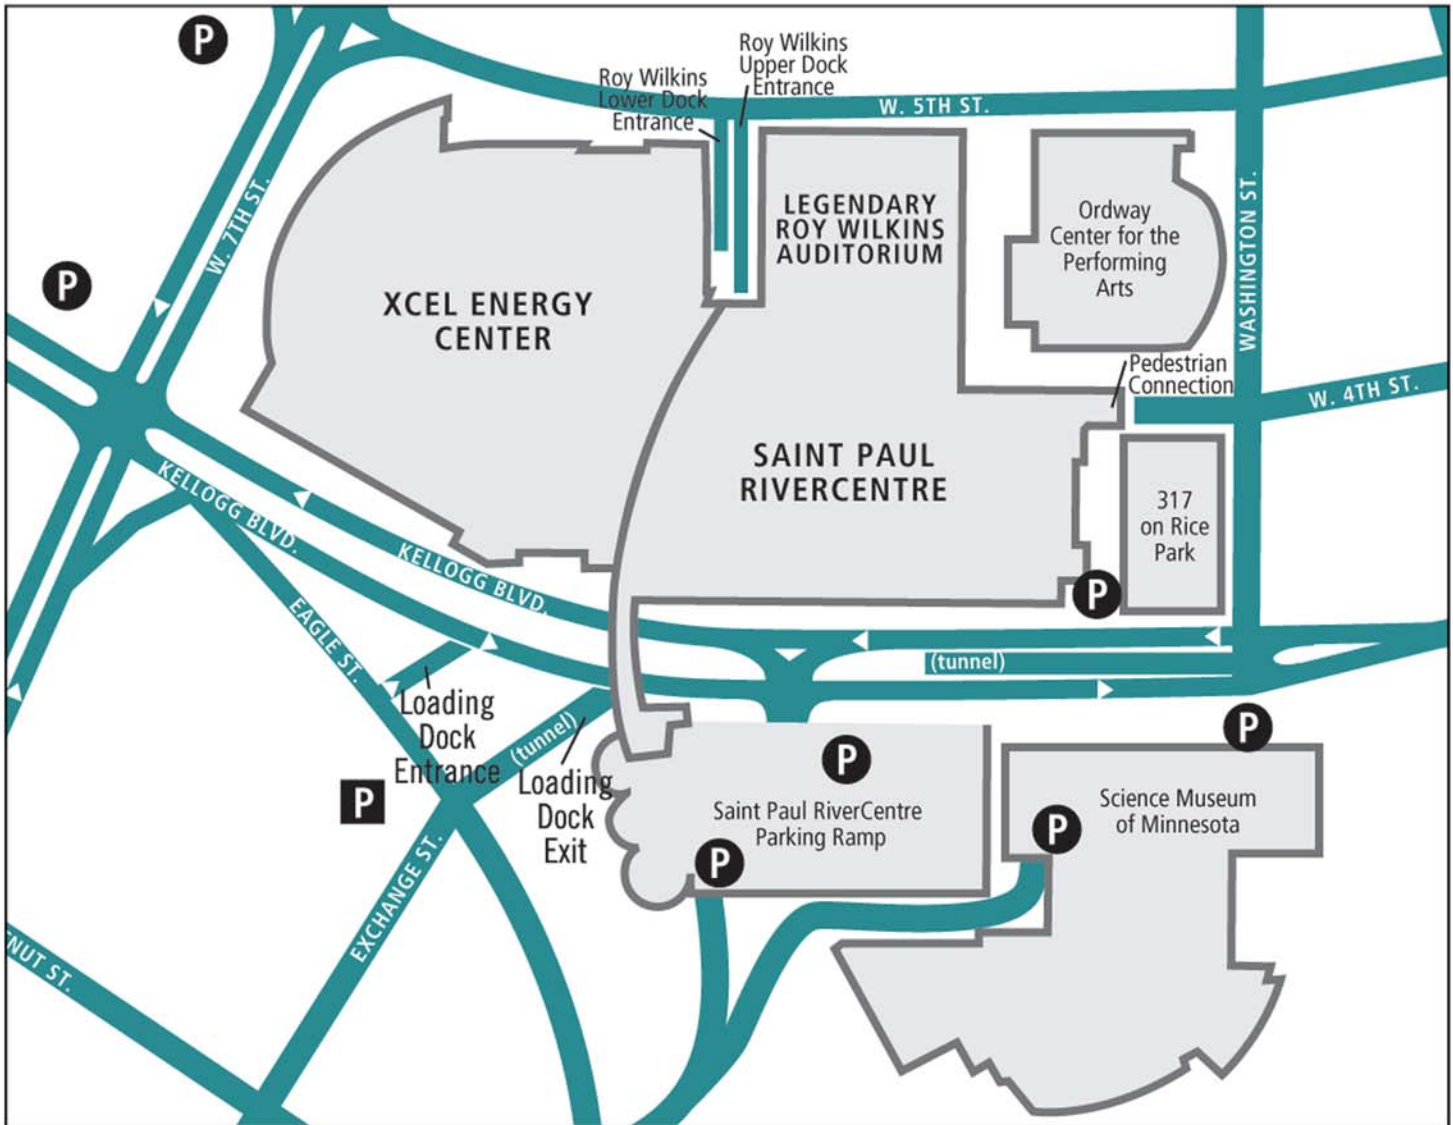 P
Roy Wilkins
Upper Dock
Entrance
Roy Wilkins
Lower Dock
Entrance
W. 5TH ST.
W. 7TH ST.
LEGENDARY
ROY WILKINS
AUDITORIUM
Ordway
Center for the
Performing
Arts
WASHINGTON ST.
P
XCEL ENERGY
CENTER
Pedestrian
Connection
W. 4TH ST.
SAINT PAUL
RIVERCENTRE
317
on Rice
Park
KELLOGG BLVD.
KELLOGG BLVD.
P
EAGLE ST.
(tunnel)
Loading
Dock
Entrance
(tunnel)
Loading
Dock
Exit
P
P
P
Saint Paul RiverCentre
Parking Ramp
Science Museum
of Minnesota
P
P
EXCHANGE ST.
NUT ST.